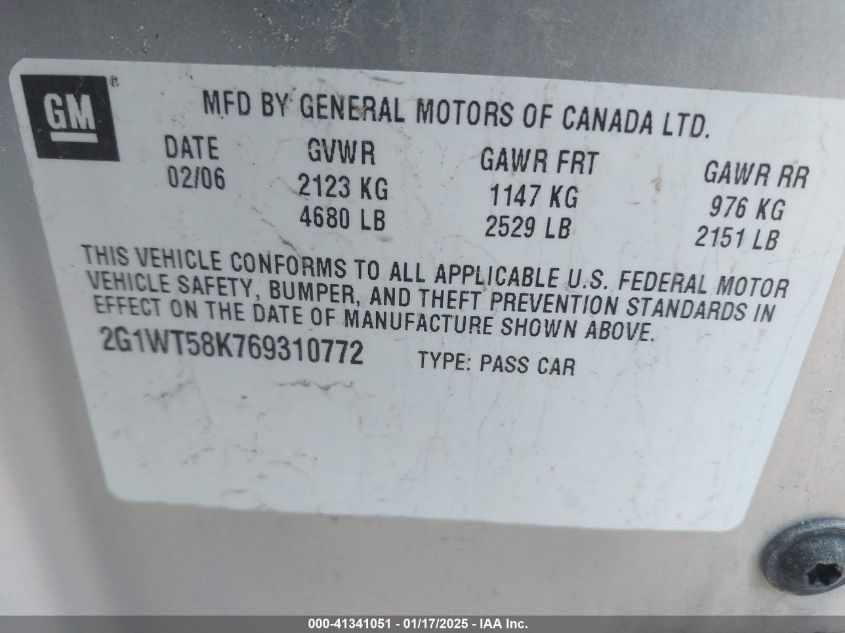 GM ®
MFD BY GENERAL MOTORS OF CANADA LTD.
DATE GVWR GAWR FRT GAWR RR
02/06 2123 KG 1147 KG 976 KG
4680 LB 2529 LB 2151 LB
THIS VEHICLE CONFORMS TO ALL APPLICABLE U.S. FEDERAL MOTOR
VEHICLE SAFETY, BUMPER, AND THEFT PREVENTION STANDARDS IN
EFFECT ON THE DATE OF MANUFACTURE SHOWN ABOVE.
2G1WT58K769310772 TYPE: PASS CAR
000-41341051 - 01/17/2025 - IAA Inc.